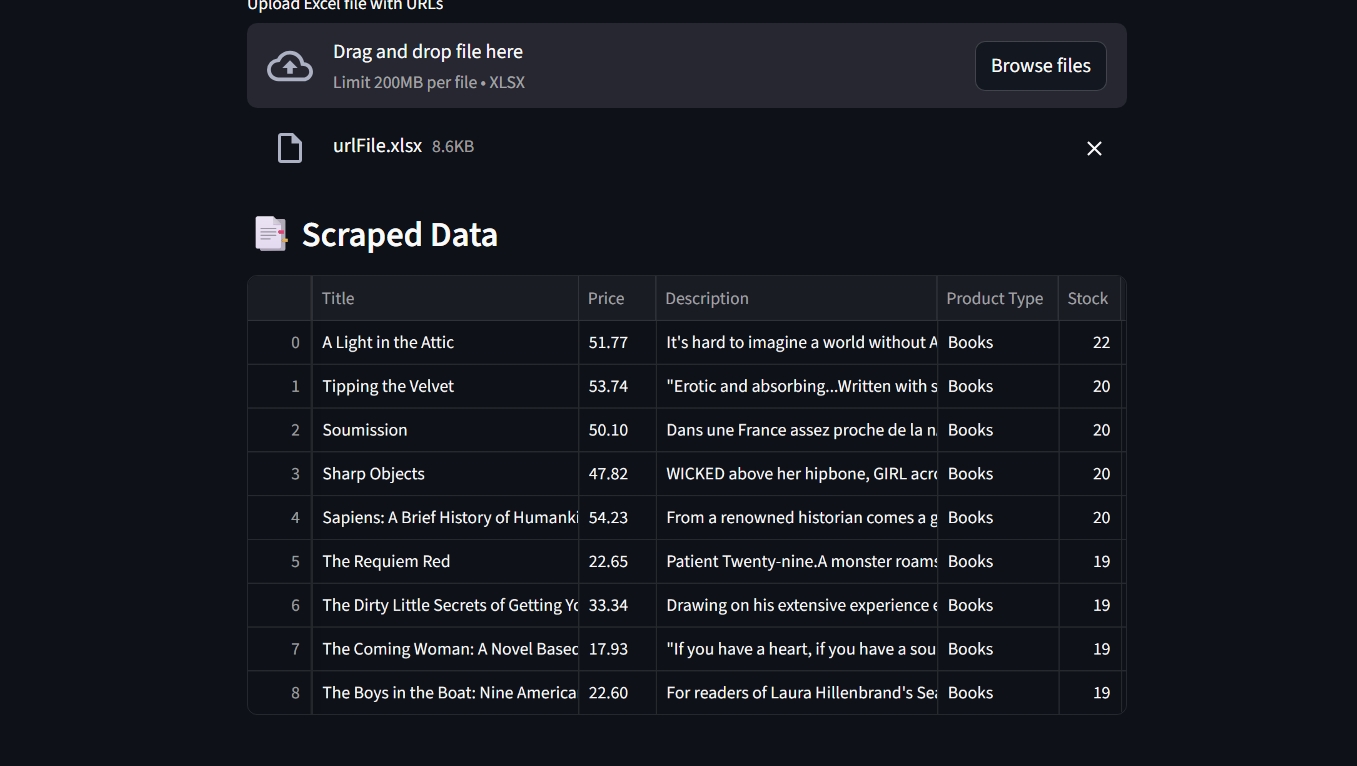 Upload Excel file with URLs
Drag and drop file here
Limit 200MB per file • XLSX
Browse files
urlFile.xlsx 8.6KB
Scraped Data
Title Price Description Product Type Stock
0 A Light in the Attic 51.77 It's hard to imagine a world without A Books 22
1 Tipping the Velvet 53.74 "Erotic and absorbing...Written with s Books 20
2 Soumission 50.10 Dans une France assez proche de la n Books 20
3 Sharp Objects 47.82 WICKED above her hipbone, GIRL acro Books 20
4 Sapiens: A Brief History of Humanki 54.23 From a renowned historian comes a g Books 20
5 The Requiem Red 22.65 Patient Twenty-nine.A monster roams Books 19
6 The Dirty Little Secrets of Getting Yo 33.34 Drawing on his extensive experience e Books 19
7 The Coming Woman: A Novel Based 17.93 "If you have a heart, if you have a sou Books 19
8 The Boys in the Boat: Nine America 22.60 For readers of Laura Hillenbrand's Sea Books 19